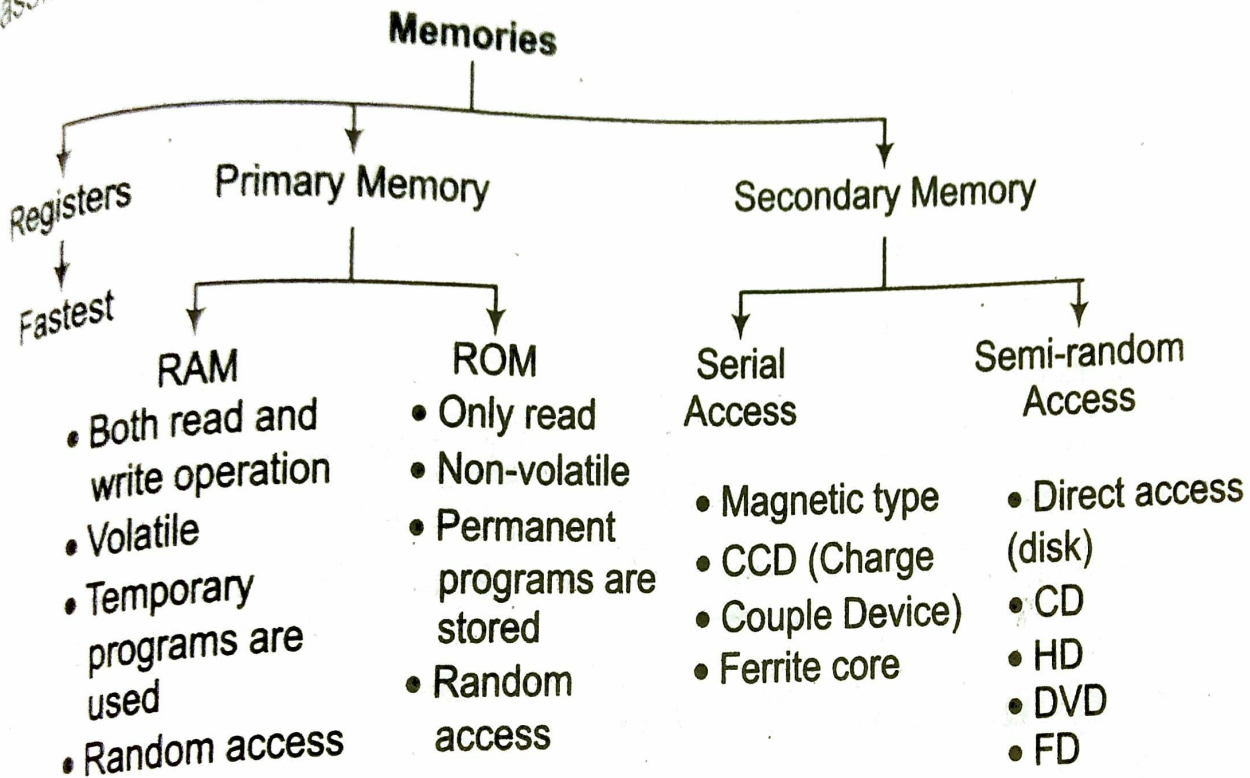 Memories
Registers
Fastest
Primary Memory
RAM
• Both read and
write operation
• Volatile
• Temporary
programs are
used
• Random access
ROM
• Only read
• Non-volatile
• Permanent
programs are
stored
• Random
access
Secondary Memory
Serial
Access
• Magnetic type
• CCD (Charge
• Couple Device)
• Ferrite core
Semi-random
Access
• Direct access
(disk)
• CD
• HD
• DVD
• FD